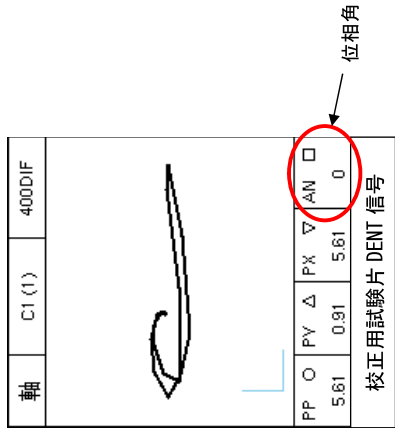 軸 C1 (1) 400DIF
PP ○ PY △ PX ▽ AN □
5.61 0.91 5.61 0
校正用試験片 DENT 信号
位相角